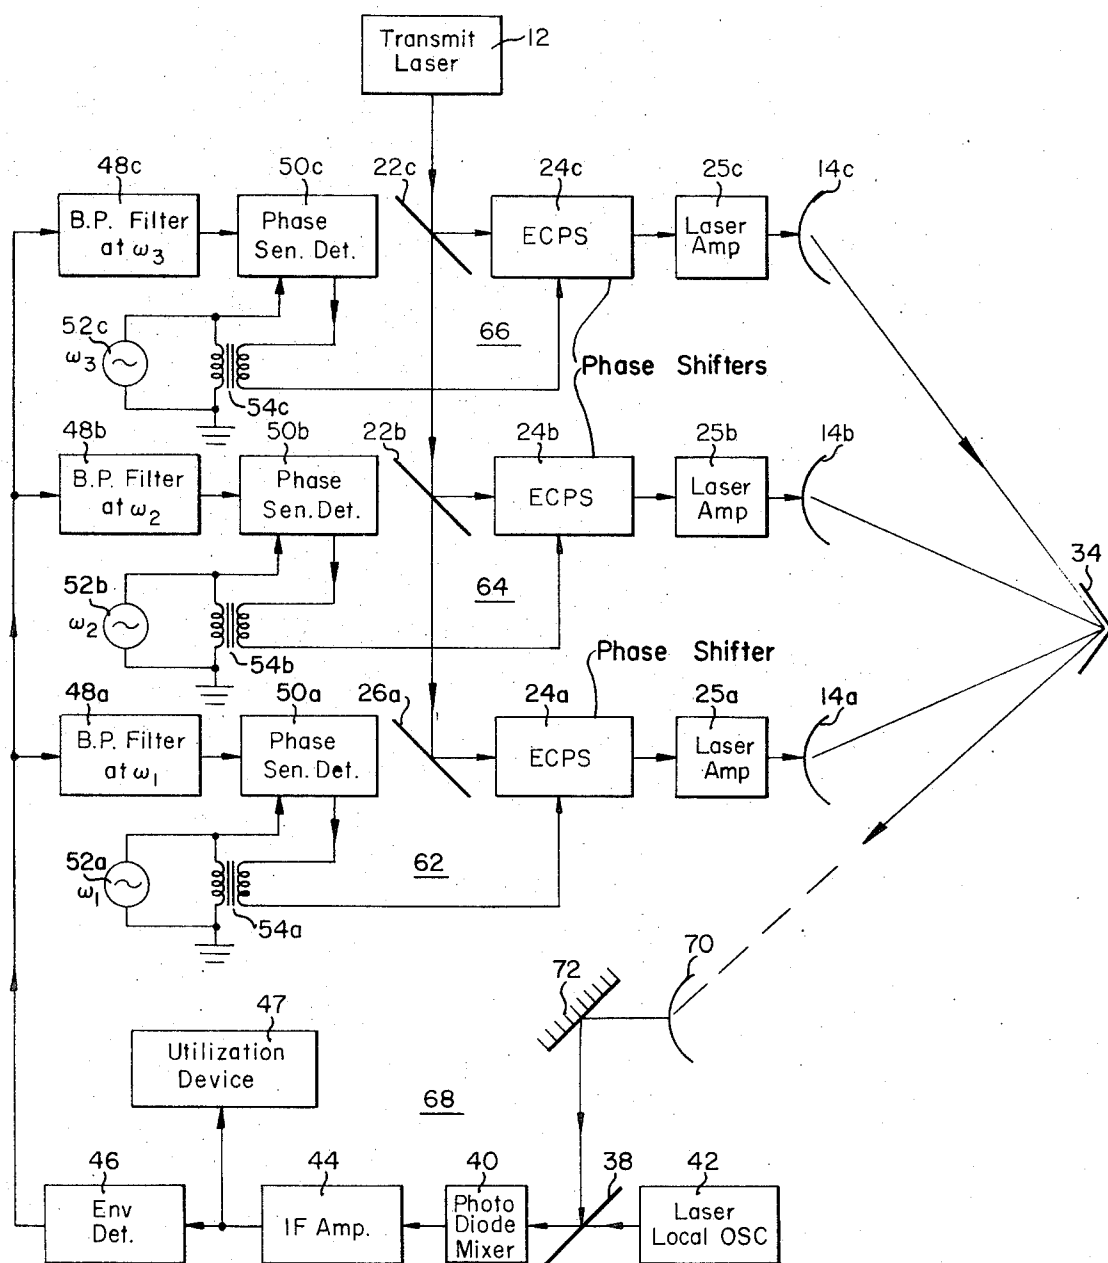 Transmit
Laser
12
48c
50c
22c
24c
25c
14c
B.P. Filter
at ω3
Phase
Sen. Det.
ECPS
Laser
Amp
52c
ω3
54c
66
Phase Shifters
34
48b
50b
22b
24b
25b
14b
B.P. Filter
at ω2
Phase
Sen. Det.
ECPS
Laser
Amp
52b
ω2
54b
64
Phase Shifter
48a
50a
26a
24a
25a
14a
B.P. Filter
at ω1
Phase
Sen. Det.
ECPS
Laser
Amp
52a
ω1
54a
62
72
70
47
Utilization
Device
68
46
44
40
38
42
Env
Det.
IF Amp.
Photo
Diode
Mixer
Laser
Local OSC